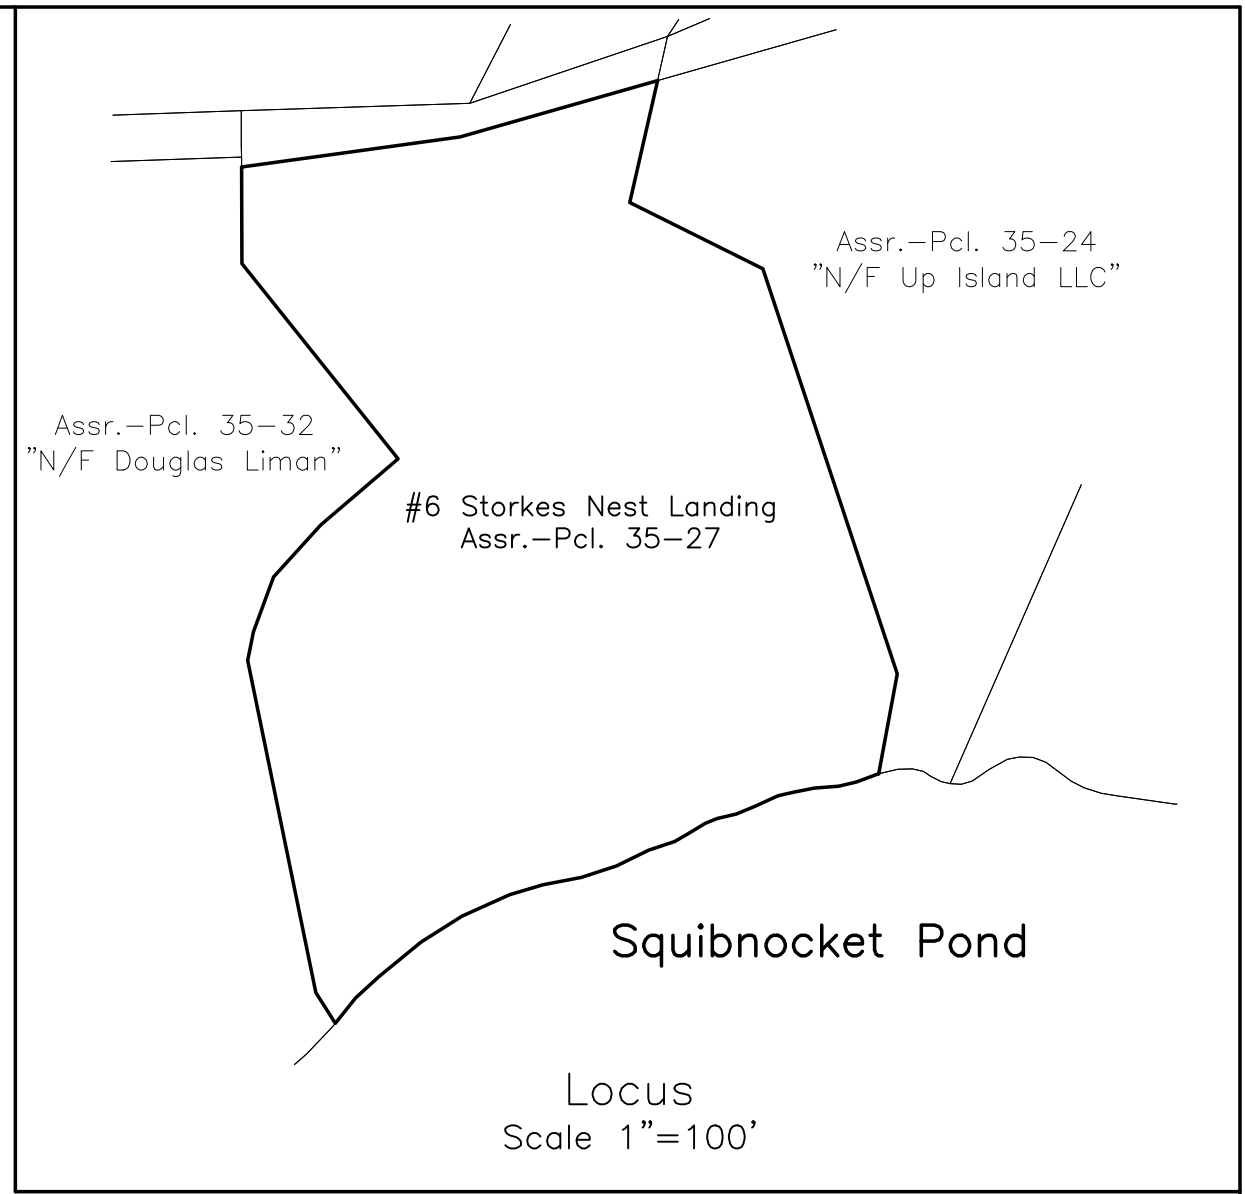 Assr.-Pcl. 35-24
"N/F Up Island LLC"
Assr.-Pcl. 35-32
"N/F Douglas Liman"
#6 Storkes Nest Landing
Assr.-Pcl. 35-27
Squibnocket Pond
Locus
Scale 1"=100'